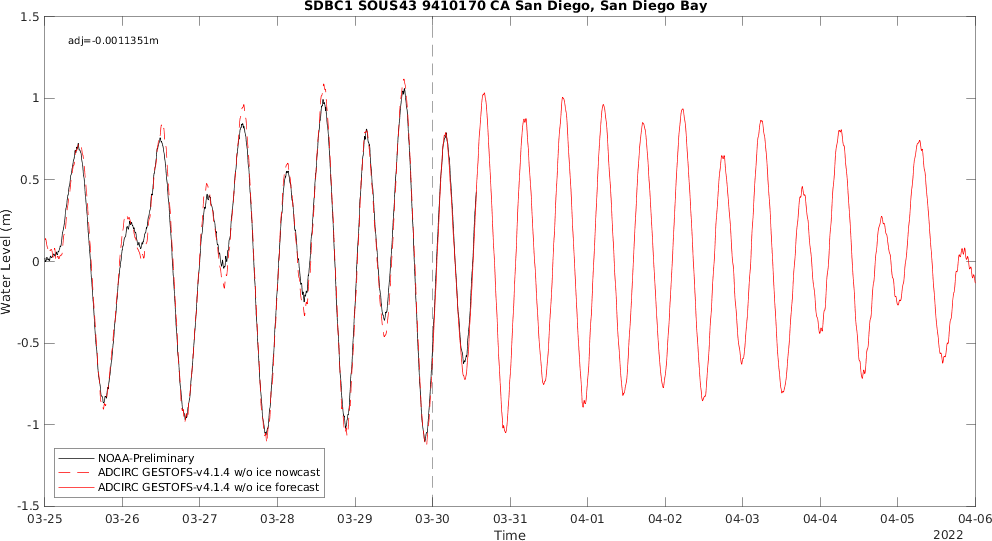 SDBC1 SOUS43 9410170 CA San Diego, San Diego Bay
adj=-0.0011351m
1.5
1
0.5
0
-0.5
-1
-1.5
Water Level (m)
NOAA-Preliminary
ADCIRC GESTOFS-v4.1.4 w/o ice nowcast
ADCIRC GESTOFS-v4.1.4 w/o ice forecast
03-25 03-26 03-27 03-28 03-29 03-30 03-31 04-01 04-02 04-03 04-04 04-05 04-06
Time
2022